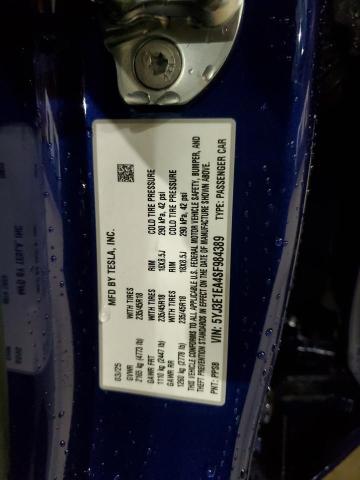 MFD BY TESLA, INC.
03/25
GVWR WITH TIRES RIM COLD TIRE PRESSURE
2165 kg (4773 lb) 235/45R18 18X8.5J 290 kPa, 42 psi
GAWR FRT WITH TIRES RIM COLD TIRE PRESSURE
1110 kg (2447 lb) 235/45R18 18X8.5J 290 kPa, 42 psi
GAWR RR
1260 kg (2778 lb)
THIS VEHICLE CONFORMS TO ALL APPLICABLE U.S. FEDERAL MOTOR VEHICLE SAFETY, BUMPER, AND
THEFT PREVENTION STANDARDS IN EFFECT ON THE DATE OF MANUFACTURE SHOWN ABOVE.
VIN: 5YJ3E1EA4SF984389 TYPE: PASSENGER CAR
PNT: PPSB